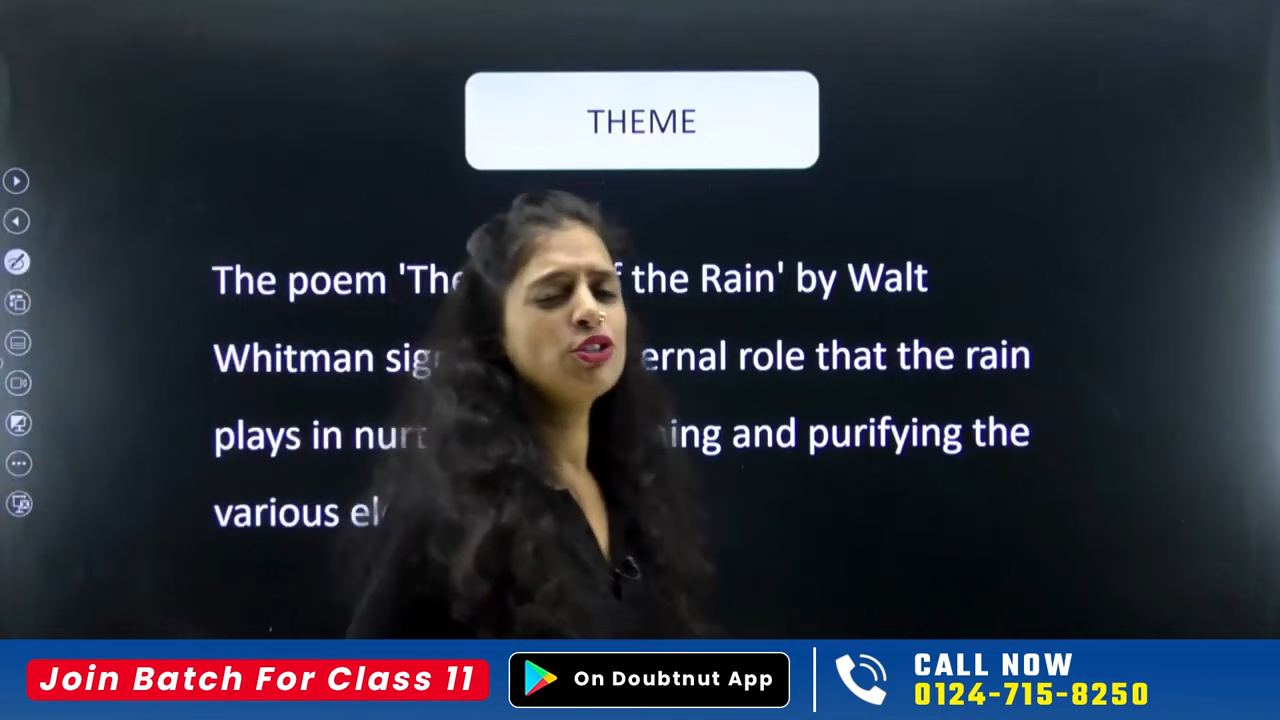 THEME
The poem 'The f the Rain' by Walt
Whitman sig ernal role that the rain
plays in nurt ing and purifying the
various el
Join Batch For Class 11
On Doubtnut App
CALL NOW
0124-715-8250